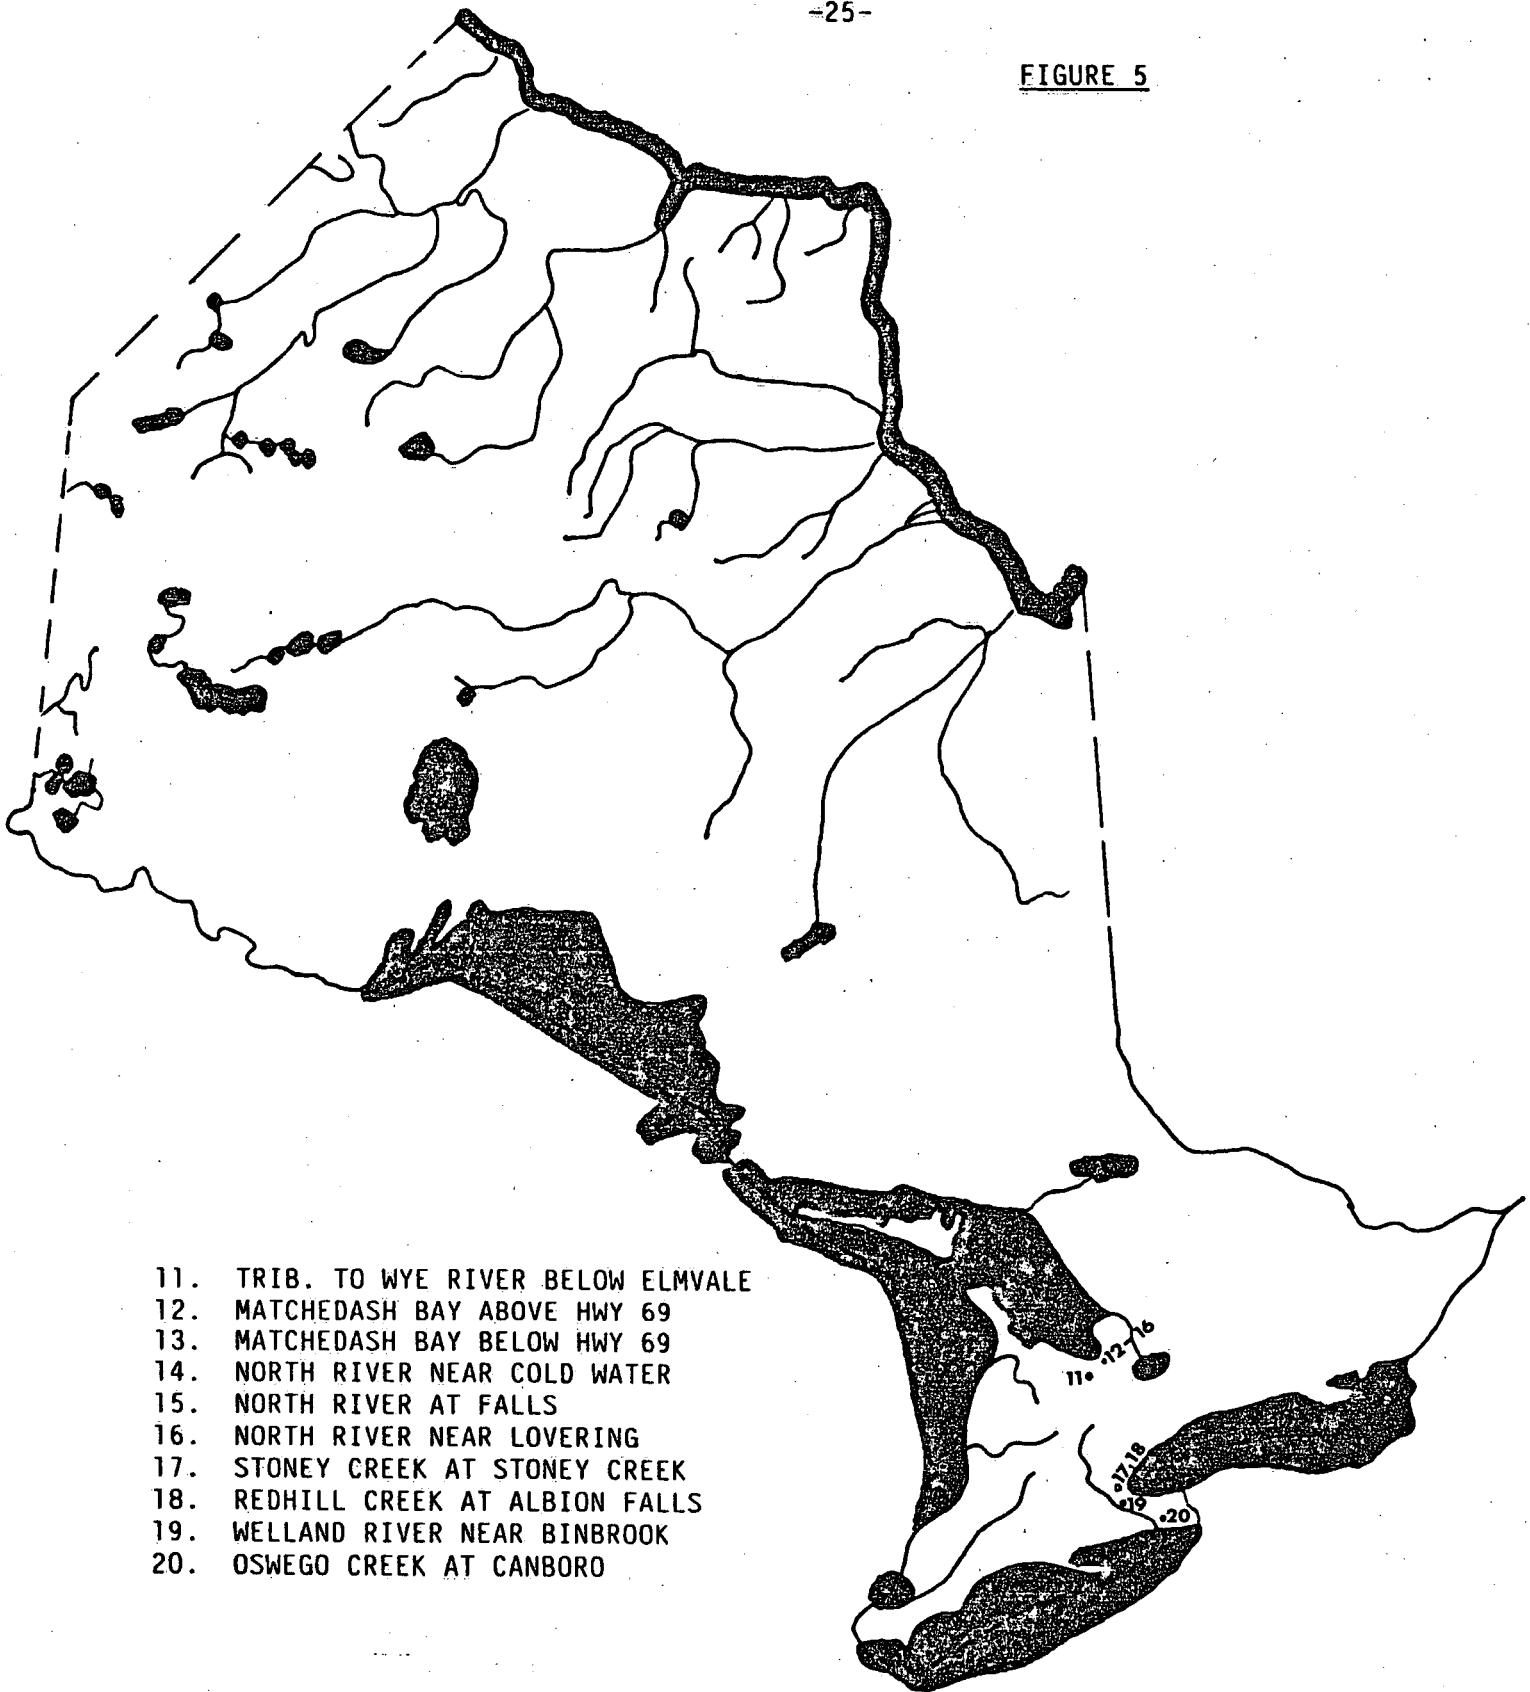 -25-
FIGURE 5
11. TRIB. TO WYE RIVER BELOW ELMVALE
12. MATCHEDASH BAY ABOVE HWY 69
13. MATCHEDASH BAY BELOW HWY 69
14. NORTH RIVER NEAR COLD WATER
15. NORTH RIVER AT FALLS
16. NORTH RIVER NEAR LOVERING
17. STONEY CREEK AT STONEY CREEK
18. REDHILL CREEK AT ALBION FALLS
19. WELLAND RIVER NEAR BINBROOK
20. OSWEGO CREEK AT CANBORO
12-16
11
17,18
19
20